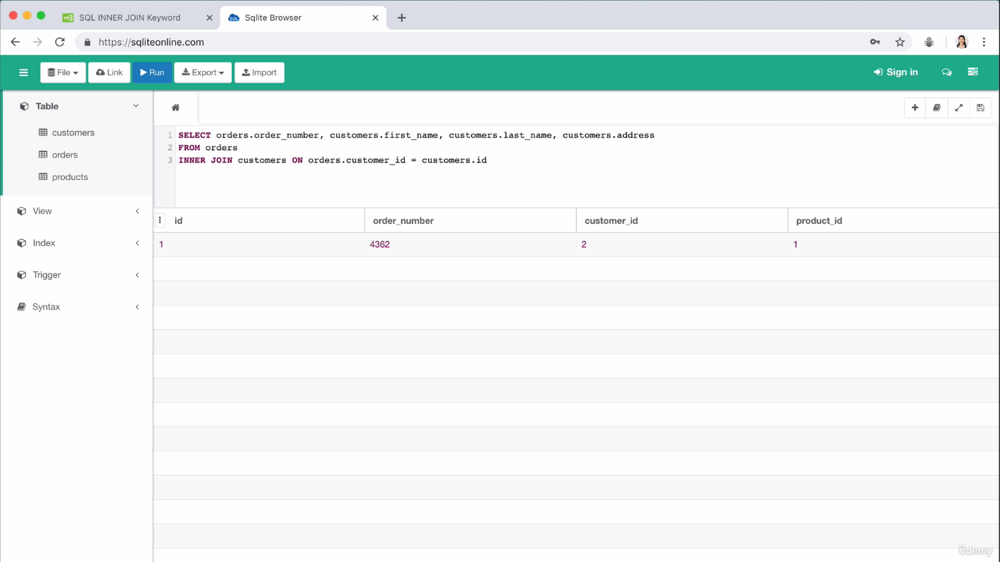 SQL INNER JOIN Keyword
Sqlite Browser
https://sqliteonline.com
File
Link
Run
Export
Import
Sign in
Table
customers
orders
products
View
Index
Trigger
Syntax
1 SELECT orders.order_number, customers.first_name, customers.last_name, customers.address
2 FROM orders
3 INNER JOIN customers ON orders.customer_id = customers.id
id order_number customer_id product_id
1 4362 2 1
Udemy